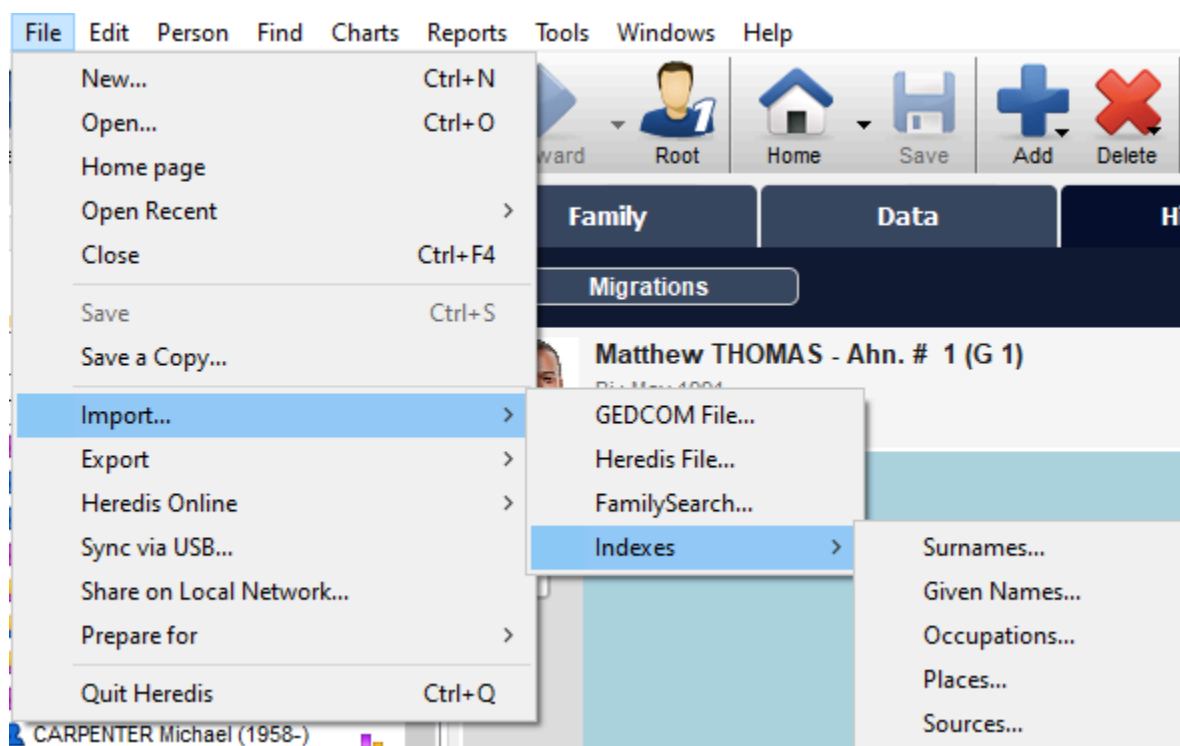 File Edit Person Find Charts Reports Tools Windows Help
New... Ctrl+N
Open... Ctrl+O
Home page
Open Recent
Close Ctrl+F4
Save Ctrl+S
Save a Copy...
Import...
Export
Heredis Online
Sync via USB...
Share on Local Network...
Prepare for
Quit Heredis Ctrl+Q
ward Root Home Save Add Delete
Family Data
Migrations
Matthew THOMAS - Ahn. # 1 (G 1)
GEDCOM File...
Heredis File...
FamilySearch...
Indexes
Surnames...
Given Names...
Occupations...
Places...
Sources...
CARPENTER Michael (1958-)